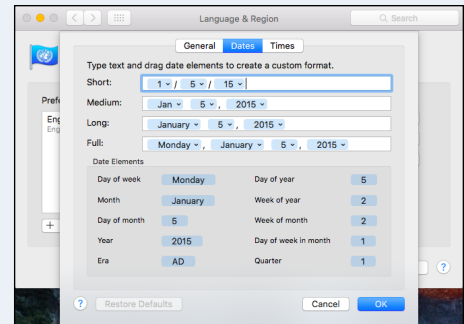 Language & Region
Search
General Dates Times
Type text and drag date elements to create a custom format.
Short: 1 / 5 / 15
Medium: Jan 5 , 2015
Prefe
Eng
Eng
Long: January 5 , 2015
Full: Monday , January 5 , 2015
Date Elements
Day of week Monday Day of year 5
Month January Week of year 2
Day of month 5 Week of month 2
Year 2015 Day of week in month 1
Era AD Quarter 1
+
?
? Restore Defaults Cancel OK